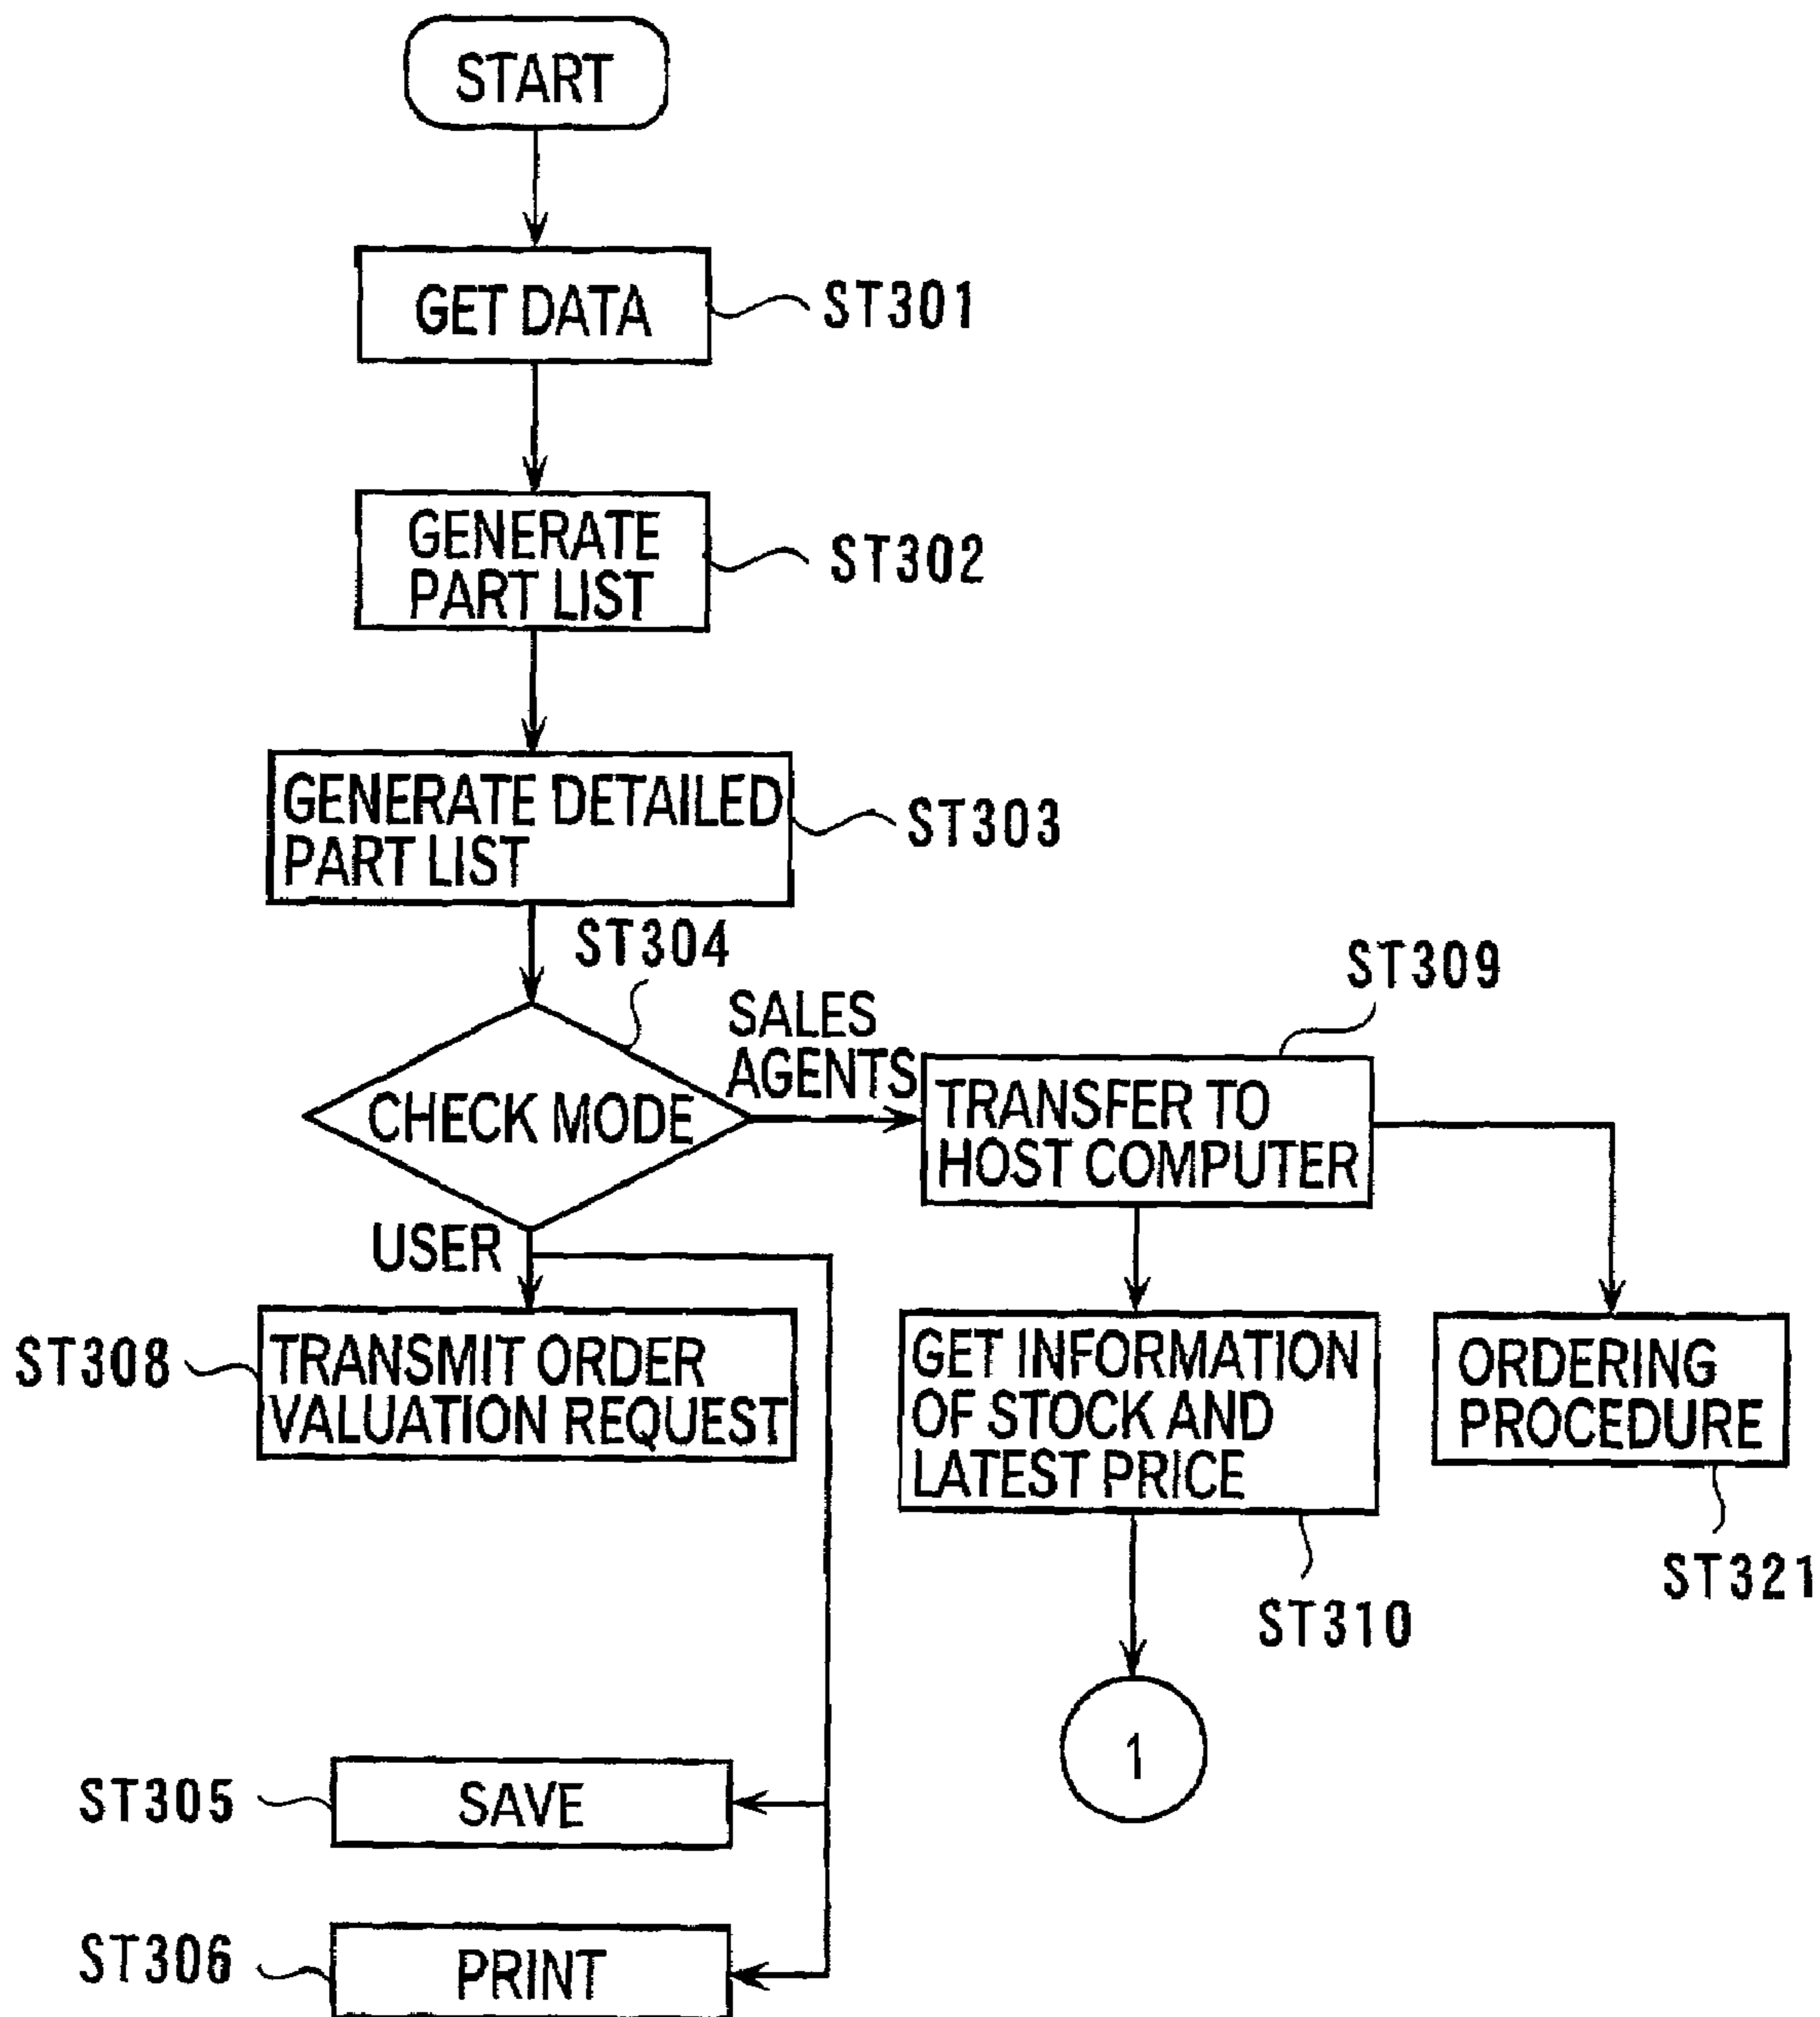 START
GET DATA
ST301
GENERATE
PART LIST
ST302
GENERATE DETAILED
PART LIST
ST303
ST304
CHECK MODE
SALES
AGENTS
ST309
TRANSFER TO
HOST COMPUTER
USER
ST308
TRANSMIT ORDER
VALUATION REQUEST
GET INFORMATION
OF STOCK AND
LATEST PRICE
ST310
ORDERING
PROCEDURE
ST321
1
ST305
SAVE
ST306
PRINT